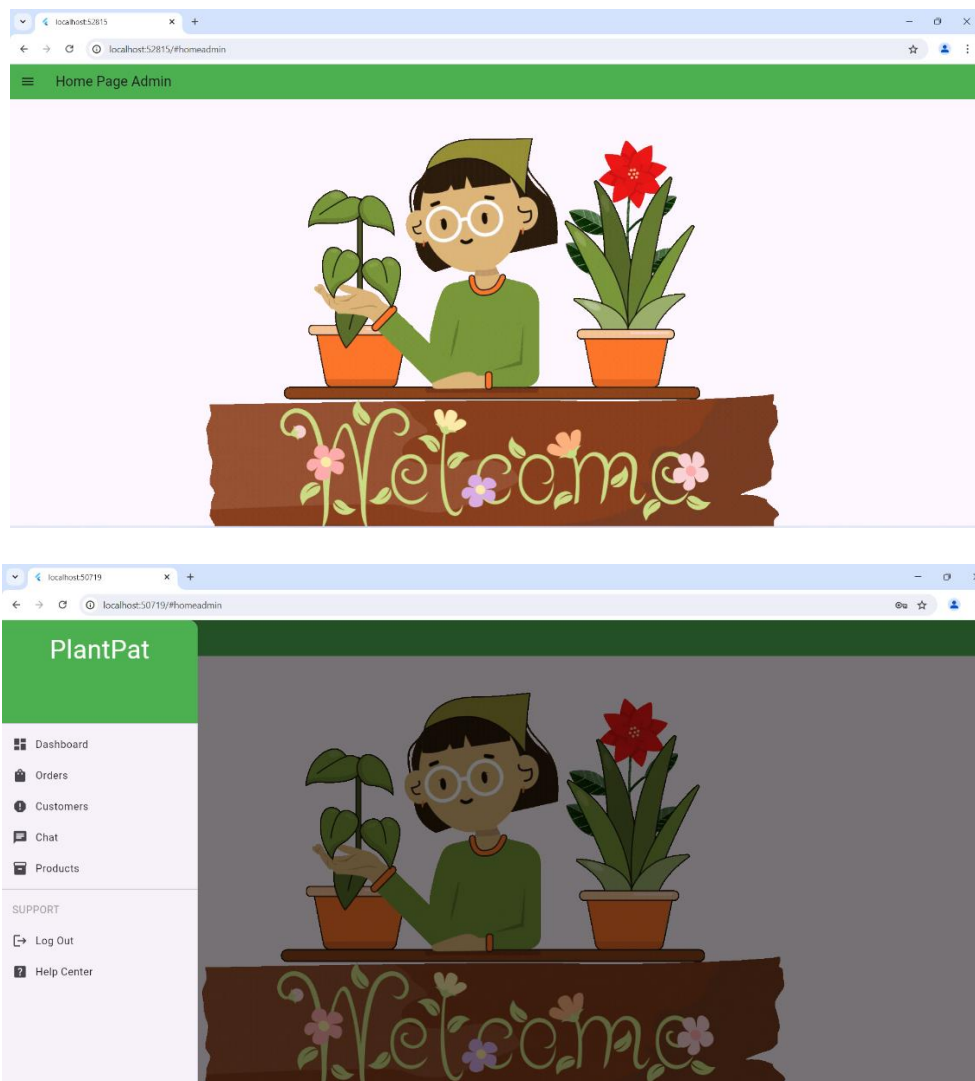 localhost:52815
localhost:52815/#homeadmin
Home Page Admin
Welcome
localhost:50719
localhost:50719/#homeadmin
PlantPat
Dashboard
Orders
Customers
Chat
Products
SUPPORT
Log Out
Help Center
Welcome